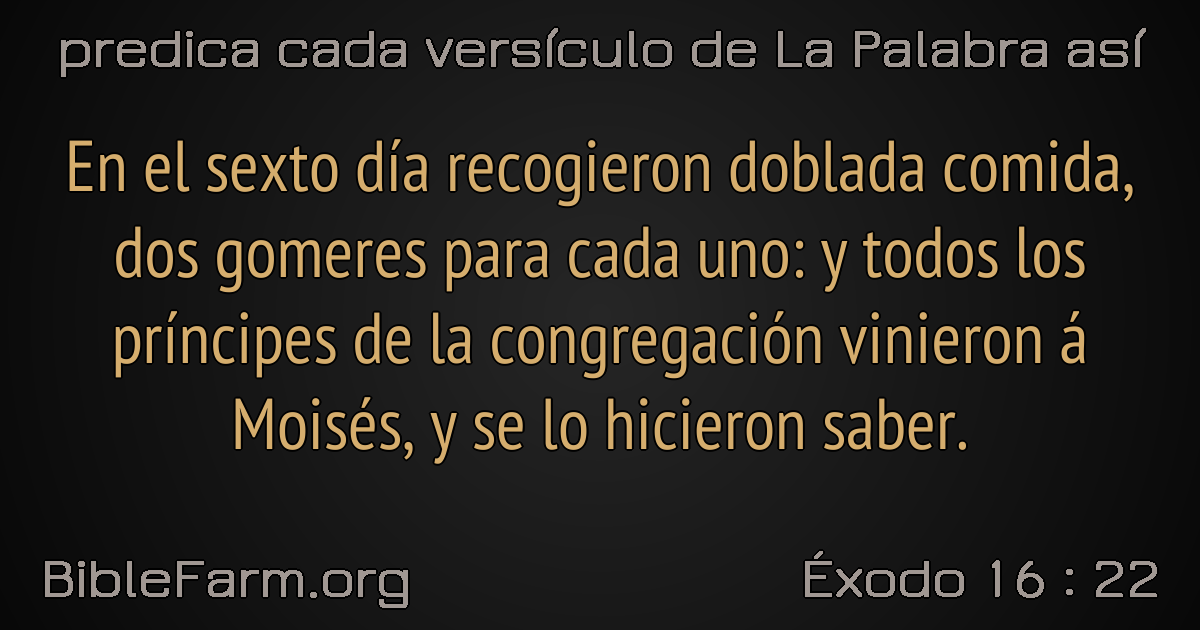 predica cada versículo de La Palabra así
En el sexto día recogieron doblada comida,
dos gomeres para cada uno: y todos los
príncipes de la congregación vinieron á
Moisés, y se lo hicieron saber.
BibleFarm.org
Éxodo 16 : 22